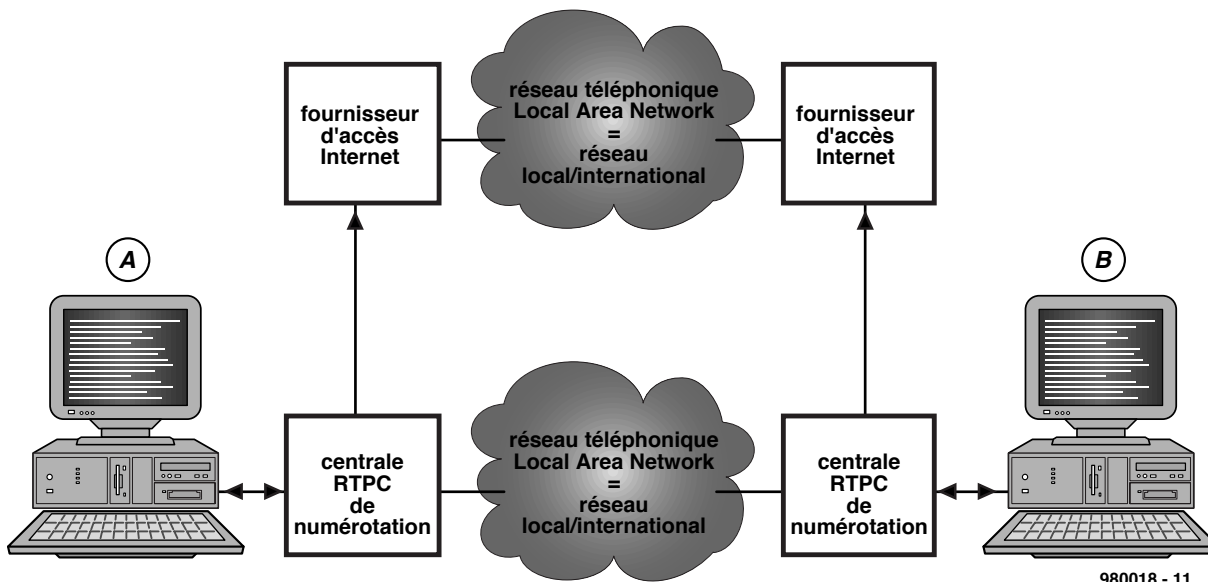 fournisseur
d'accès
Internet
réseau téléphonique
Local Area Network
=
réseau
local/international
fournisseur
d'accès
Internet
A
B
centrale
RTPC
de
numérotation
réseau téléphonique
Local Area Network
=
réseau
local/international
centrale
RTPC
de
numérotation
980018 - 11